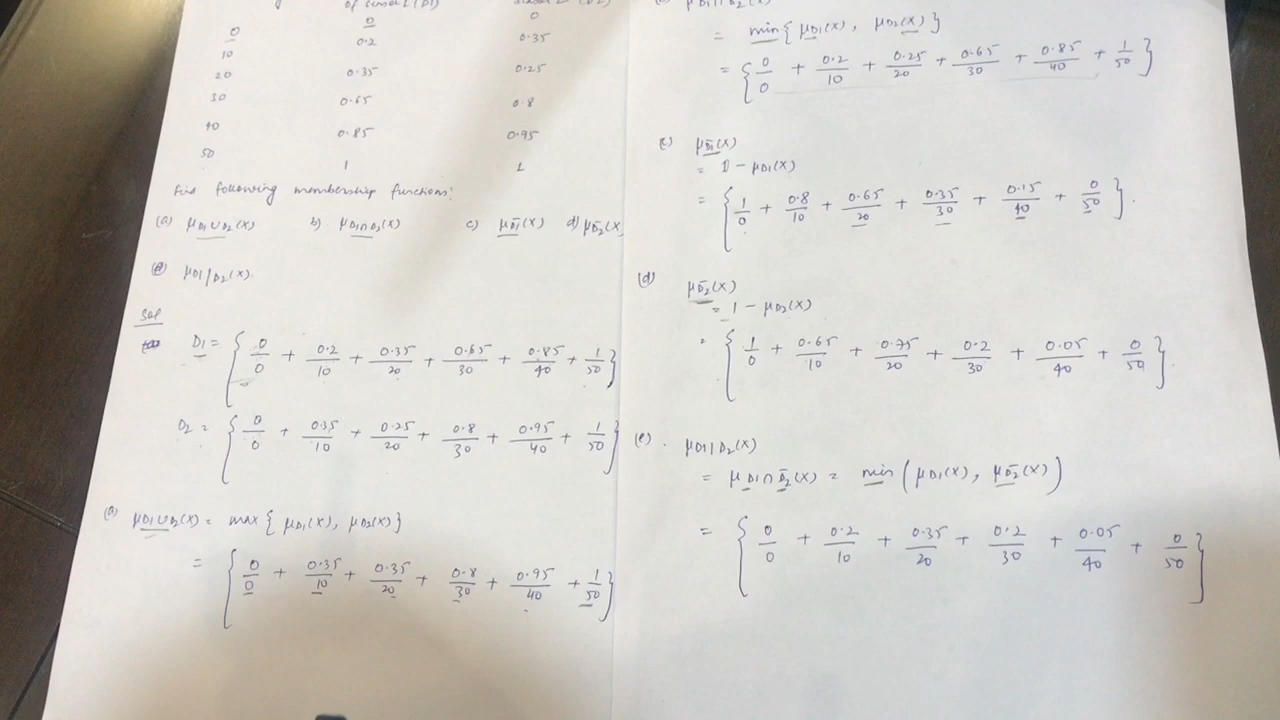 of sensor 1 (D1)
(D2)
0 0 0
10 0.2 0.35
20 0.35 0.25
30 0.65 0.8
40 0.85 0.95
50 1 1
Find following membership functions:
(a) μD1∪D2(x) b) μD1∩D2(x) c) μD̅1̅(x) d) μD̅2̅(x)
(e) μD1|D2(x).
Sol
D1 = { 0/0 + 0.2/10 + 0.35/20 + 0.65/30 + 0.85/40 + 1/50 }
D2 = { 0/0 + 0.35/10 + 0.25/20 + 0.8/30 + 0.95/40 + 1/50 }
(a) μD1∪D2(x) = max{ μD1(x), μD2(x) }
= { 0/0 + 0.35/10 + 0.35/20 + 0.8/30 + 0.95/40 + 1/50 }
μD1∩D2(x)
= min{ μD1(x), μD2(x) }
= { 0/0 + 0.2/10 + 0.25/20 + 0.65/30 + 0.85/40 + 1/50 }
(c) μD̅1̅(x)
= 1 - μD1(x)
= { 1/0 + 0.8/10 + 0.65/20 + 0.35/30 + 0.15/40 + 0/50 }.
(d) μD̅2̅(x)
= 1 - μD2(x)
= { 1/0 + 0.65/10 + 0.75/20 + 0.2/30 + 0.05/40 + 0/50 }.
(e). μD1|D2(x)
= μD1∩D̅2̅(x) = min ( μD1(x), μD̅2̅(x) )
= { 0/0 + 0.2/10 + 0.35/20 + 0.2/30 + 0.05/40 + 0/50 }